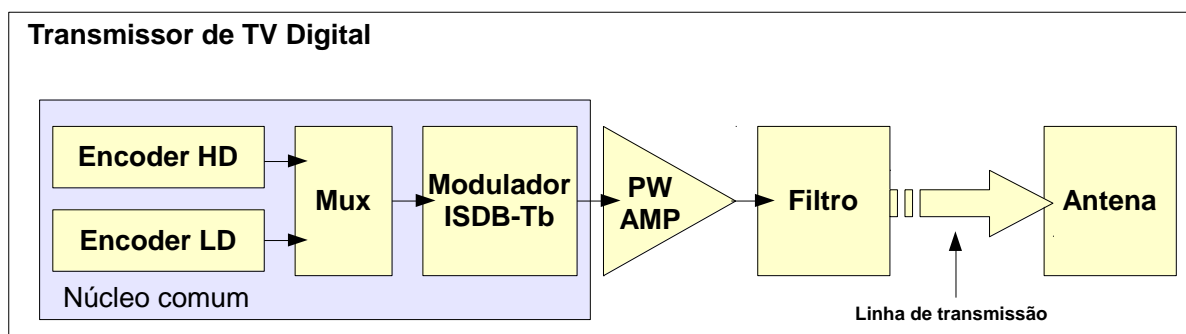 Transmissor de TV Digital
Encoder HD
Encoder LD
Mux
Modulador
ISDB-Tb
PW
AMP
Filtro
Antena
Núcleo comum
Linha de transmissão